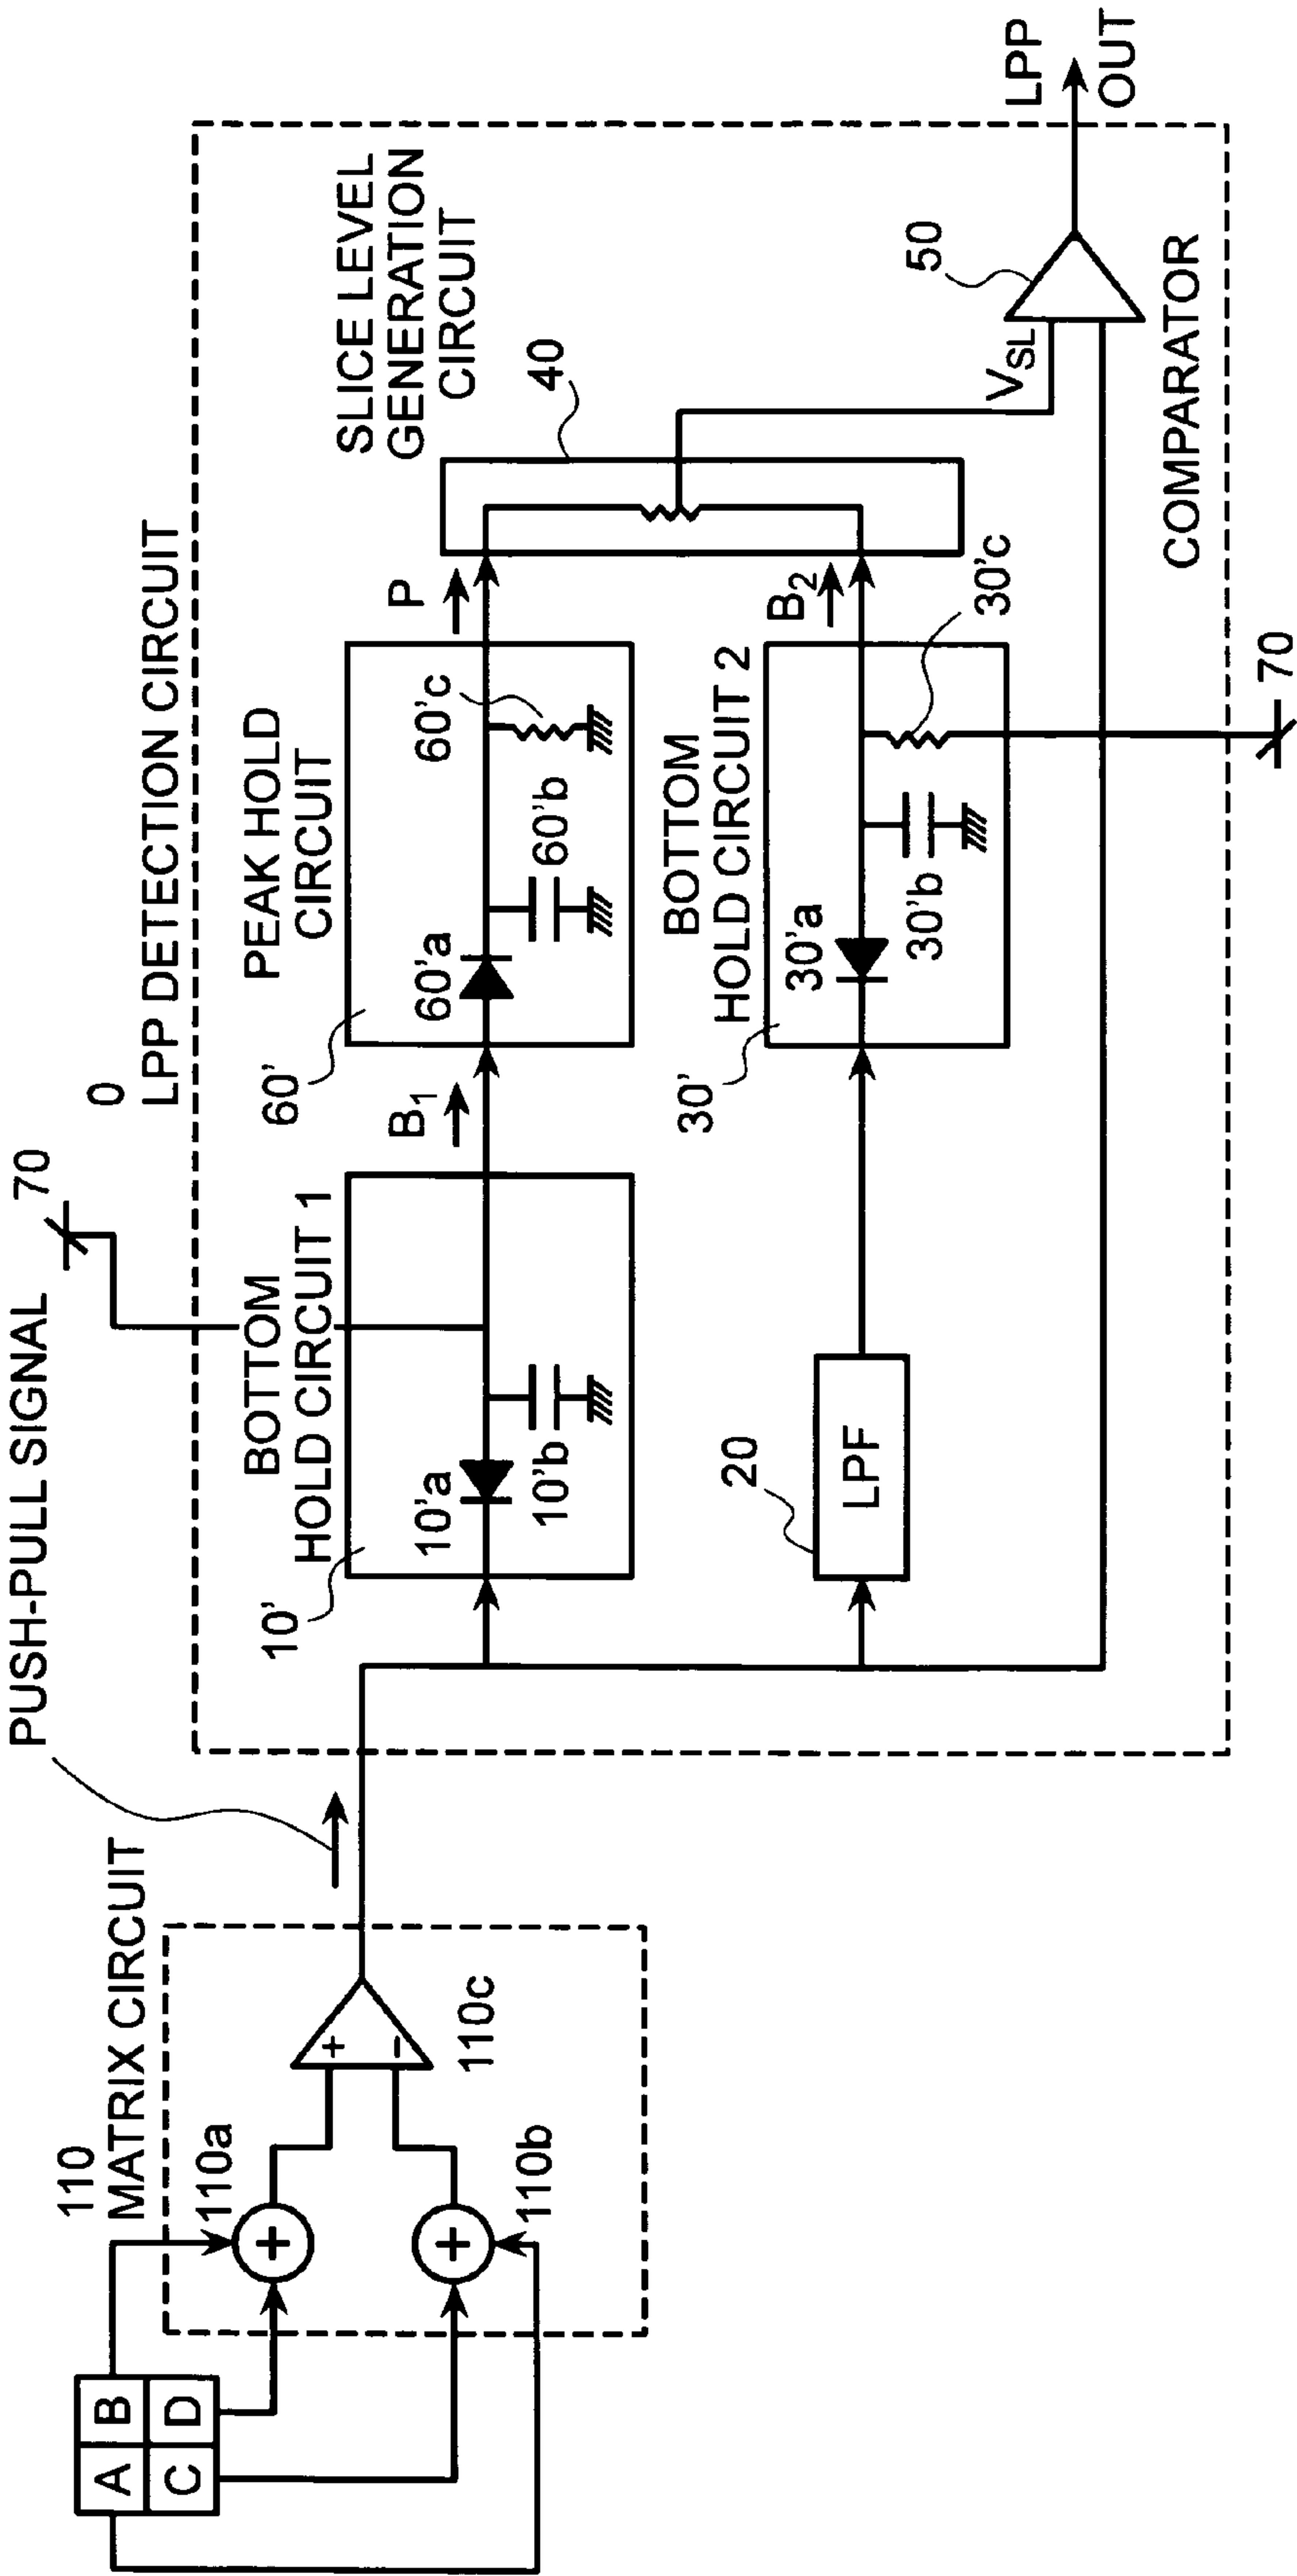 PUSH-PULL SIGNAL
70
0
LPP DETECTION CIRCUIT
110
MATRIX CIRCUIT
A
B
C
D
110a
110b
110c
+
+
+
−
10'
BOTTOM
HOLD CIRCUIT 1
10'a
10'b
B1
60'
PEAK HOLD
CIRCUIT
60'a
60'b
60'c
P
SLICE LEVEL
GENERATION
CIRCUIT
40
20
LPF
30'
BOTTOM
HOLD CIRCUIT 2
30'a
30'b
30'c
B2
70
VSL
50
COMPARATOR
LPP
OUT